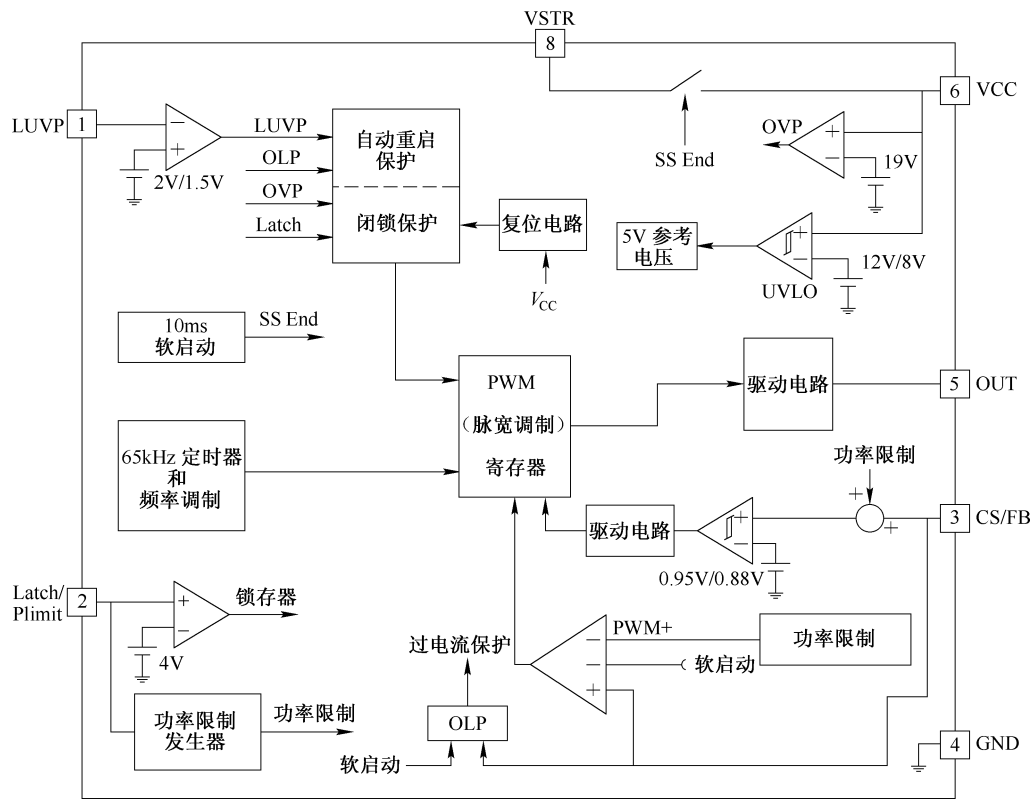 VSTR
8
LUVP
1
2V/1.5V
LUVP
OLP
OVP
Latch
自动重启
保护
闭锁保护
复位电路
VCC
SS End
6
VCC
OVP
19V
5V 参考
电压
UVLO
12V/8V
10ms
软启动
SS End
65kHz 定时器
和
频率调制
PWM
（脉宽调制）
寄存器
驱动电路
5
OUT
功率限制
+
+
3
CS/FB
驱动电路
0.95V/0.88V
Latch/
Plimit
2
4V
锁存器
功率限制
发生器
功率限制
过电流保护
OLP
软启动
PWM+
软启动
功率限制
4
GND